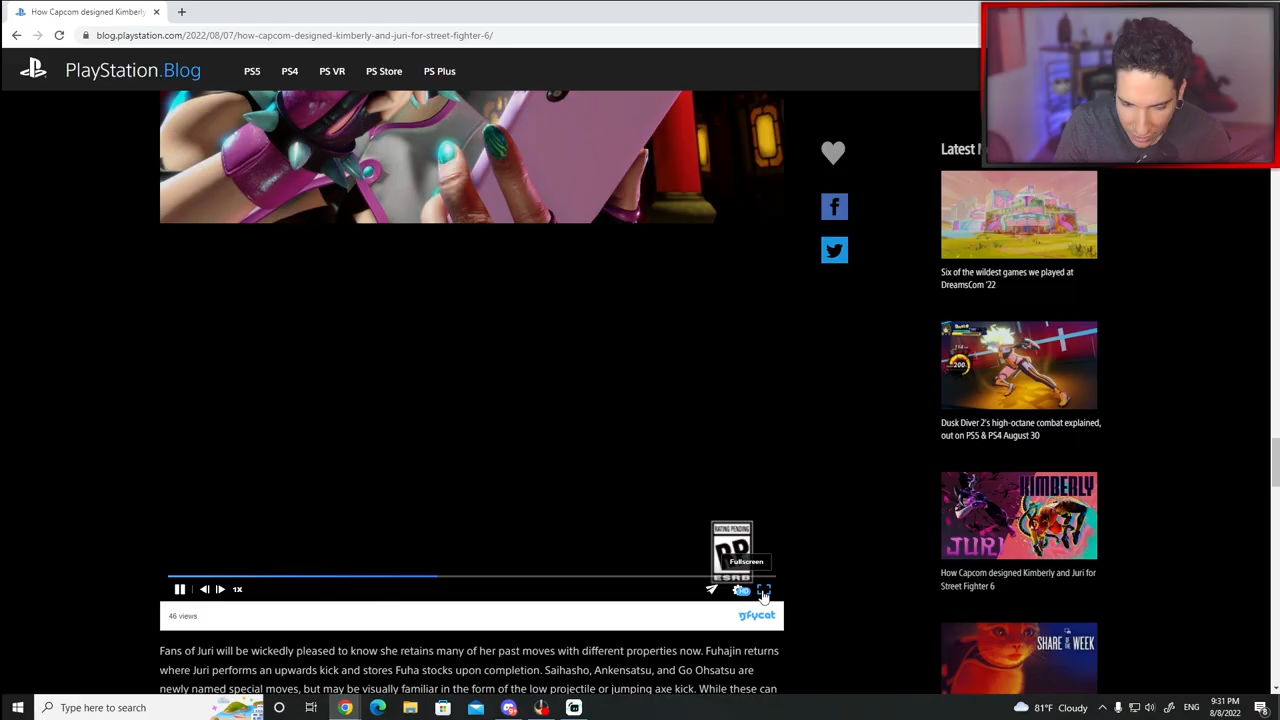 How Capcom designed Kimberly
blog.playstation.com/2022/08/07/how-capcom-designed-kimberly-and-juri-for-street-fighter-6/
PlayStation.Blog
PS5
PS4
PS VR
PS Store
PS Plus
Latest
Six of the wildest games we played at
DreamsCom '22
200
Dusk Diver 2's high-octane combat explained,
out on PS5 & PS4 August 30
KIMBERLY
JURI
How Capcom designed Kimberly and Juri for
Street Fighter 6
SHARE OF
THE WEEK
RATING PENDING
RP
ESRB
Fullscreen
1X
HD
46 views
gfycat
Fans of Juri will be wickedly pleased to know she retains many of her past moves with different properties now. Fuhajin returns
where Juri performs an upwards kick and stores Fuha stocks upon completion. Saihasho, Ankensatsu, and Go Ohsatsu are
newly named special moves, but may be visually familiar in the form of the low projectile or jumping axe kick. While these can
Type here to search
81°F Cloudy
9:31 PM
8/8/2022